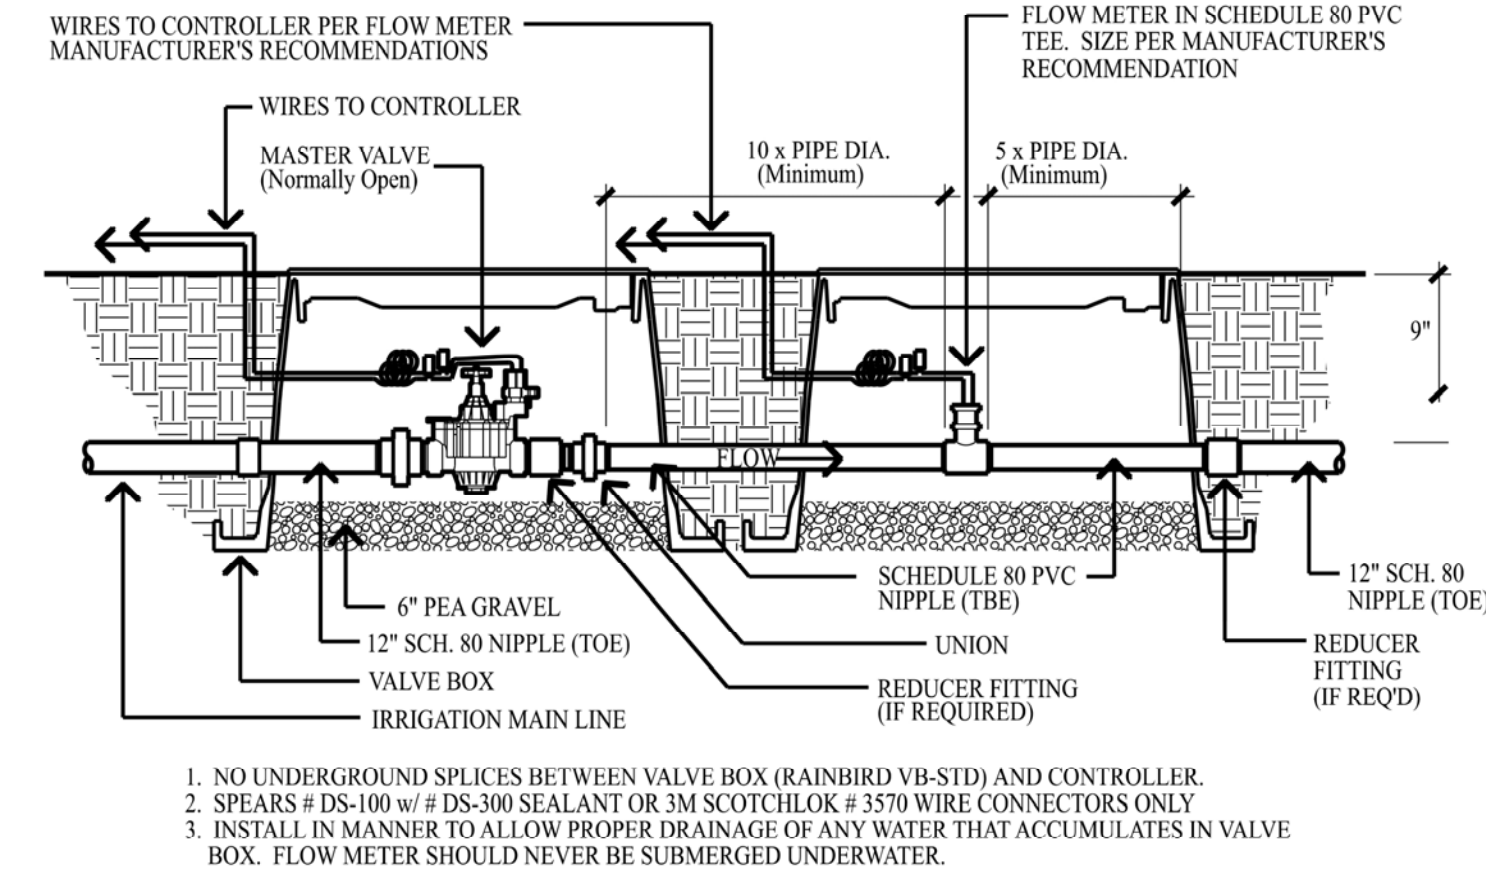 WIRES TO CONTROLLER PER FLOW METER
MANUFACTURER'S RECOMMENDATIONS
FLOW METER IN SCHEDULE 80 PVC
TEE. SIZE PER MANUFACTURER'S
RECOMMENDATION
WIRES TO CONTROLLER
MASTER VALVE
(Normally Open)
10 x PIPE DIA.
(Minimum)
5 x PIPE DIA.
(Minimum)
9"
FLOW
SCHEDULE 80 PVC
NIPPLE (TBE)
12" SCH. 80
NIPPLE (TOE)
6" PEA GRAVEL
12" SCH. 80 NIPPLE (TOE)
UNION
REDUCER
FITTING
(IF REQ'D)
VALVE BOX
REDUCER FITTING
(IF REQUIRED)
IRRIGATION MAIN LINE
1. NO UNDERGROUND SPLICES BETWEEN VALVE BOX (RAINBIRD VB-STD) AND CONTROLLER.
2. SPEARS # DS-100 w/ # DS-300 SEALANT OR 3M SCOTCHLOK # 3570 WIRE CONNECTORS ONLY
3. INSTALL IN MANNER TO ALLOW PROPER DRAINAGE OF ANY WATER THAT ACCUMULATES IN VALVE
BOX. FLOW METER SHOULD NEVER BE SUBMERGED UNDERWATER.